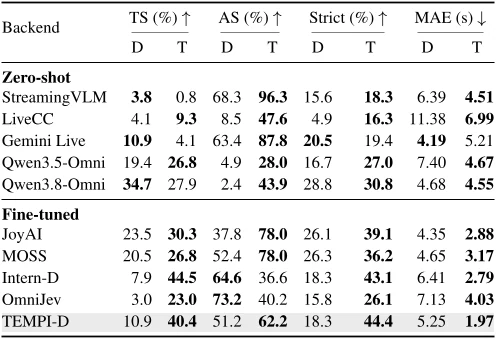 Backend TS (%) ↑ AS (%) ↑ Strict (%) ↑ MAE (s) ↓
D T D T D T D T
Zero-shot
StreamingVLM 3.8 0.8 68.3 96.3 15.6 18.3 6.39 4.51
LiveCC 4.1 9.3 8.5 47.6 4.9 16.3 11.38 6.99
Gemini Live 10.9 4.1 63.4 87.8 20.5 19.4 4.19 5.21
Qwen3.5-Omni 19.4 26.8 4.9 28.0 16.7 27.0 7.40 4.67
Qwen3.8-Omni 34.7 27.9 2.4 43.9 28.8 30.8 4.68 4.55
Fine-tuned
JoyAI 23.5 30.3 37.8 78.0 26.1 39.1 4.35 2.88
MOSS 20.5 26.8 52.4 78.0 26.3 36.2 4.65 3.17
Intern-D 7.9 44.5 64.6 36.6 18.3 43.1 6.41 2.79
OmniJev 3.0 23.0 73.2 40.2 15.8 26.1 7.13 4.03
TEMPI-D 10.9 40.4 51.2 62.2 18.3 44.4 5.25 1.97